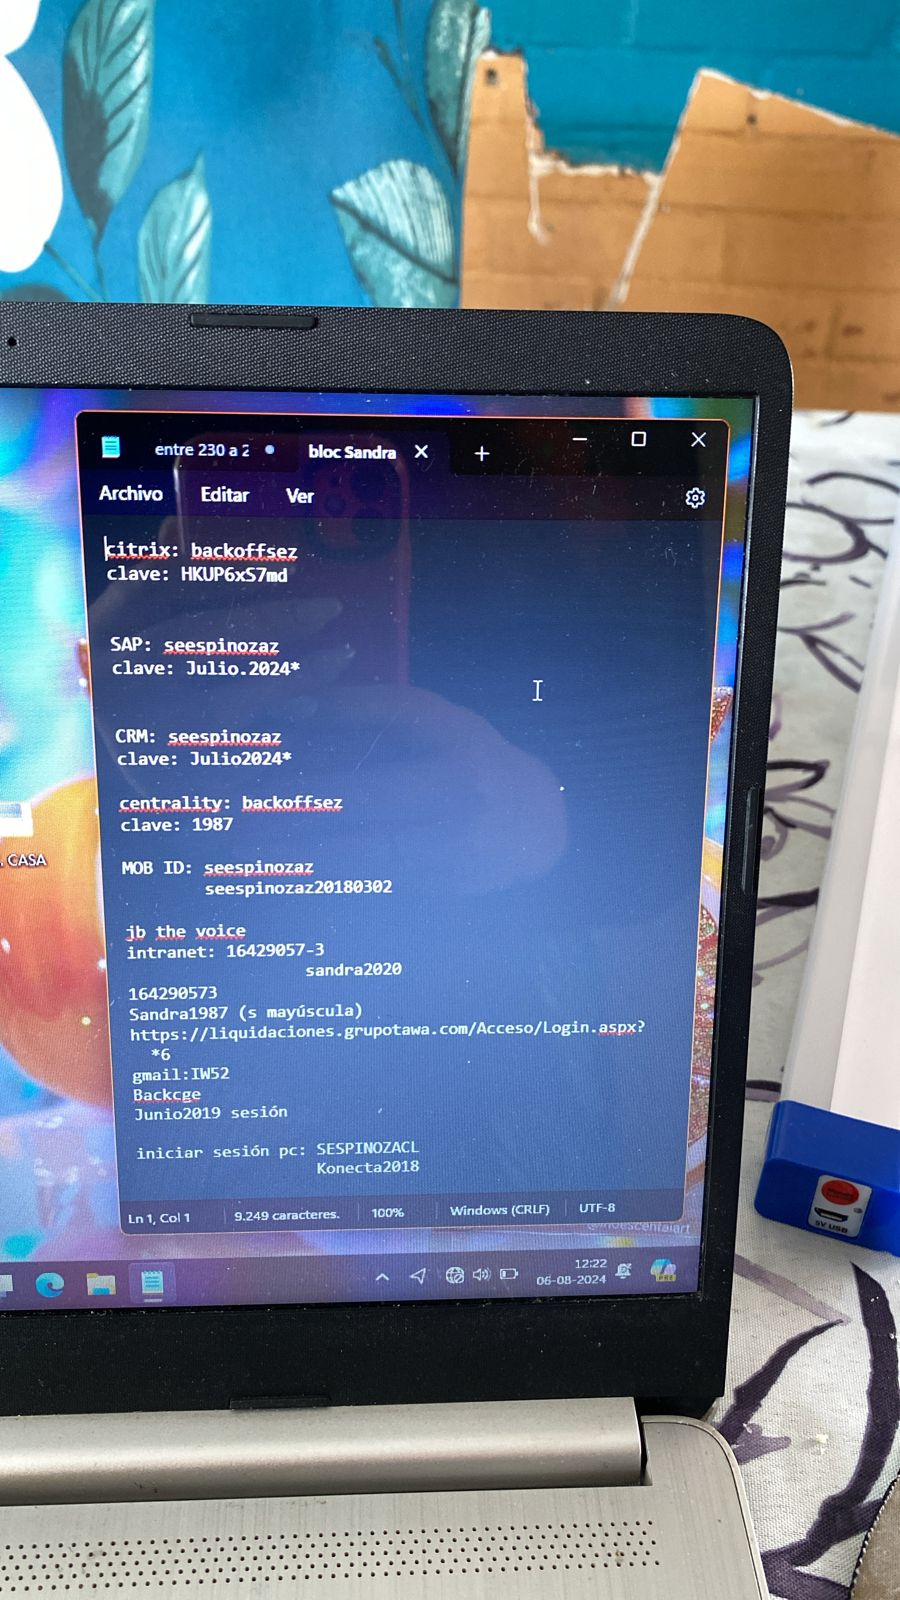 entre 230 a 2
bloc Sandra
Archivo Editar Ver
citrix: backoffsez
clave: HKUP6xS7md
SAP: seespinozaz
clave: Julio.2024*
CRM: seespinozaz
clave: Julio2024*
centrality: backoffsez
clave: 1987
MOB ID: seespinozaz
seespinozaz20180302
jb the voice
intranet: 16429057-3
sandra2020
164290573
Sandra1987 (s mayúscula)
https://liquidaciones.grupotawa.com/Acceso/Login.aspx?
*6
gmail:IW52
Backcge
Junio2019 sesión
iniciar sesión pc: SESPINOZACL
Konecta2018
Ln 1, Col 1 9.249 caracteres. 100% Windows (CRLF) UTF-8
CASA
12:22
06-08-2024
PRE
5V USB